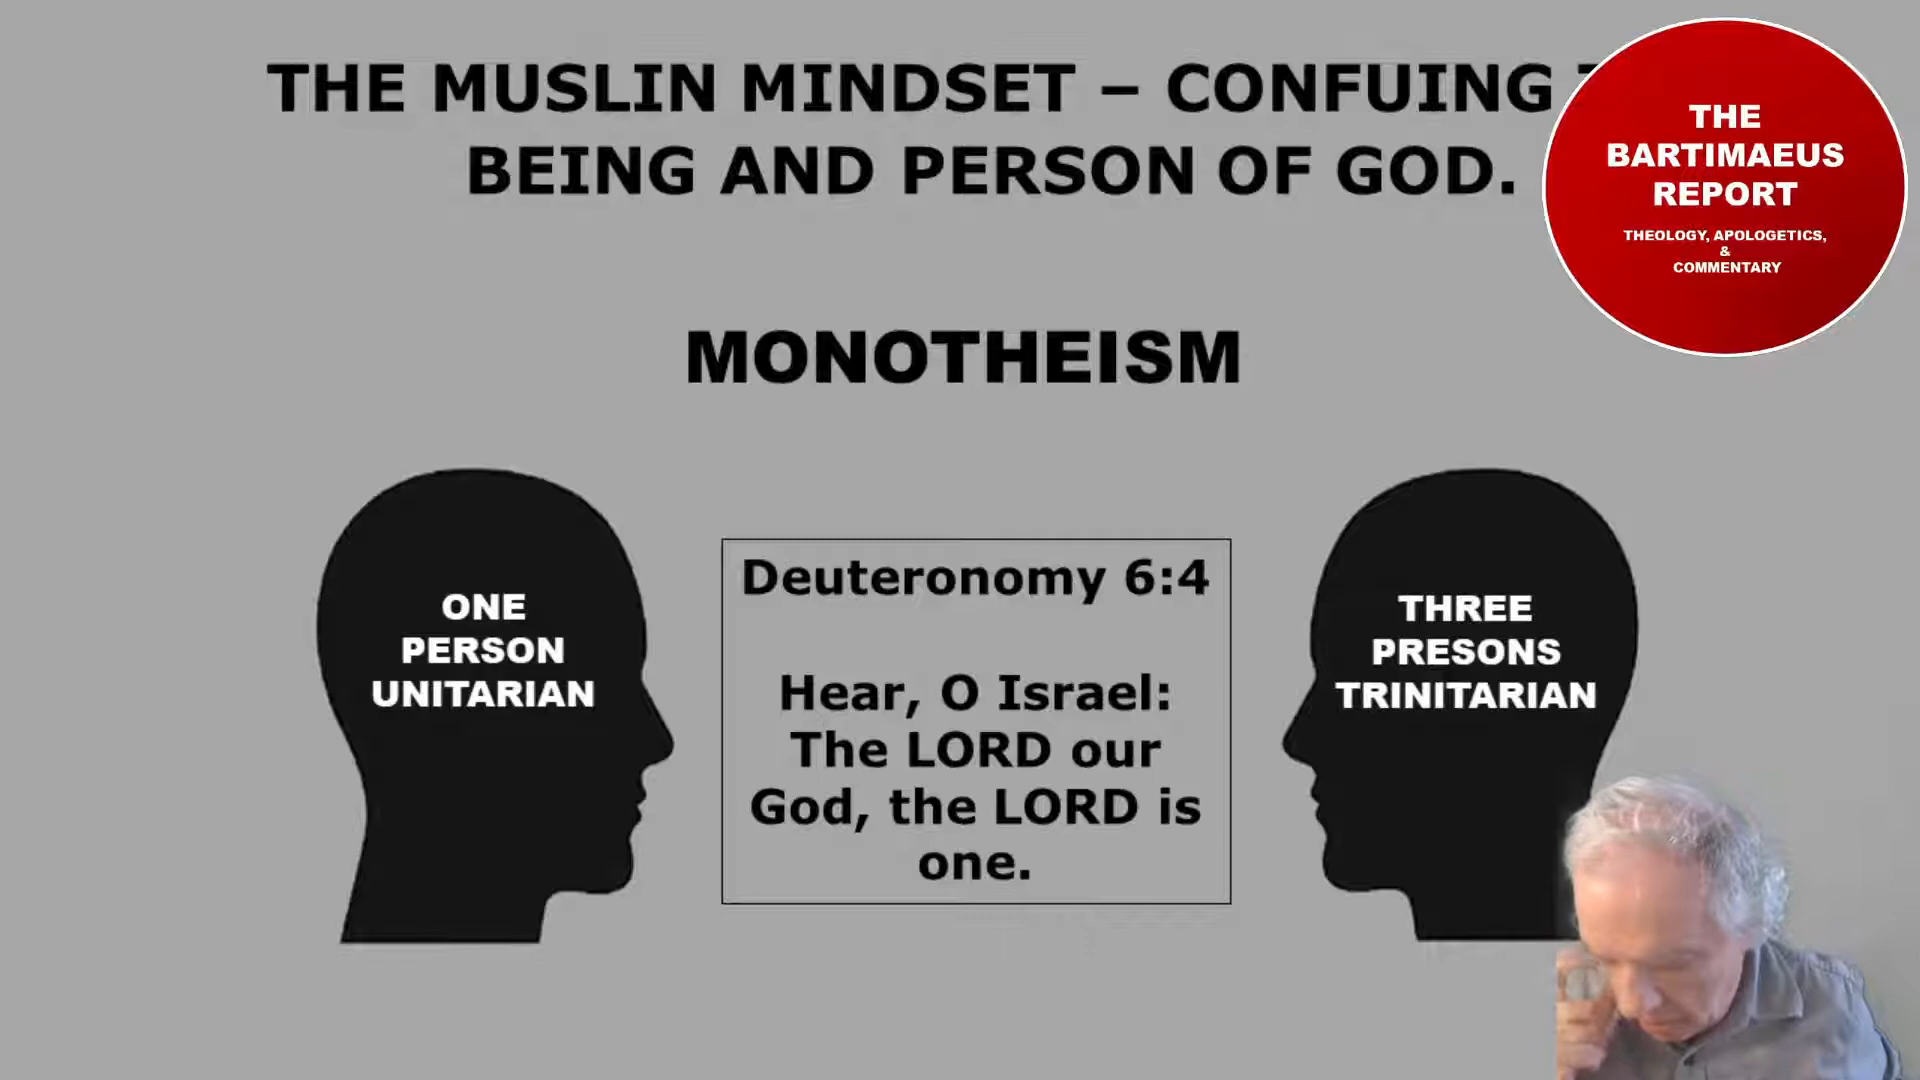 THE MUSLIN MINDSET – CONFUING
BEING AND PERSON OF GOD.
THE
BARTIMAEUS
REPORT
THEOLOGY, APOLOGETICS,
&
COMMENTARY
MONOTHEISM
ONE
PERSON
UNITARIAN
Deuteronomy 6:4
Hear, O Israel:
The LORD our
God, the LORD is
one.
THREE
PRESONS
TRINITARIAN